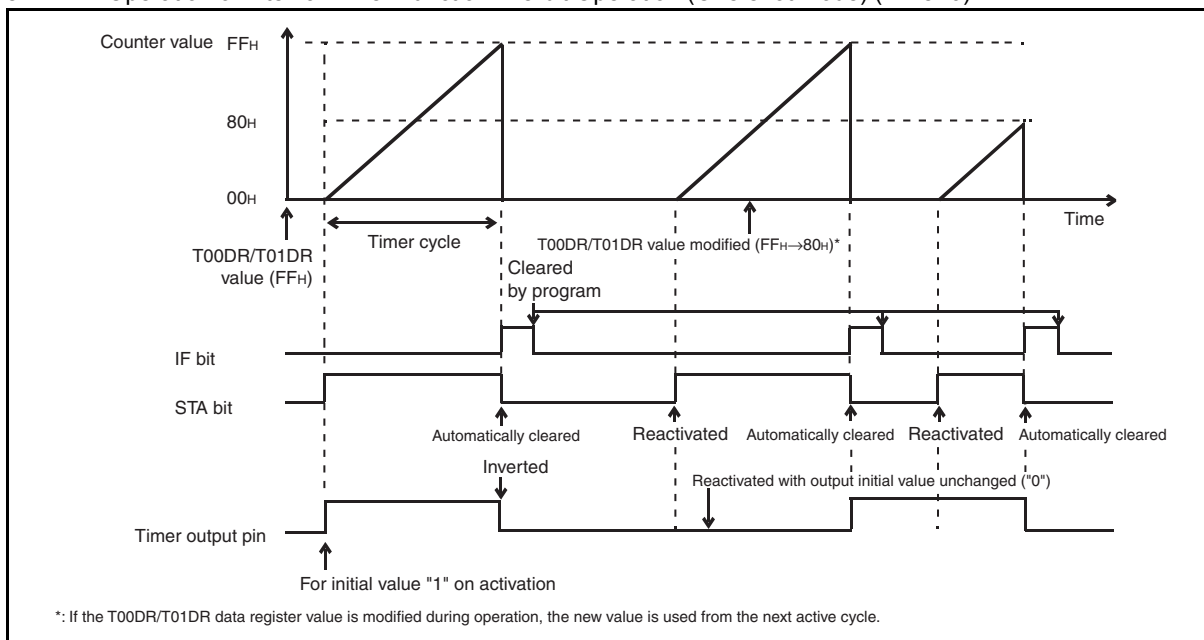 Counter value FFH
80H
00H
Time
Timer cycle
T00DR/T01DR value modified (FFH→80H)*
T00DR/T01DR
value (FFH)
Cleared
by program
IF bit
STA bit
Automatically cleared
Reactivated
Automatically cleared
Reactivated
Automatically cleared
Inverted
Reactivated with output initial value unchanged ("0")
Timer output pin
For initial value "1" on activation
*: If the T00DR/T01DR data register value is modified during operation, the new value is used from the next active cycle.